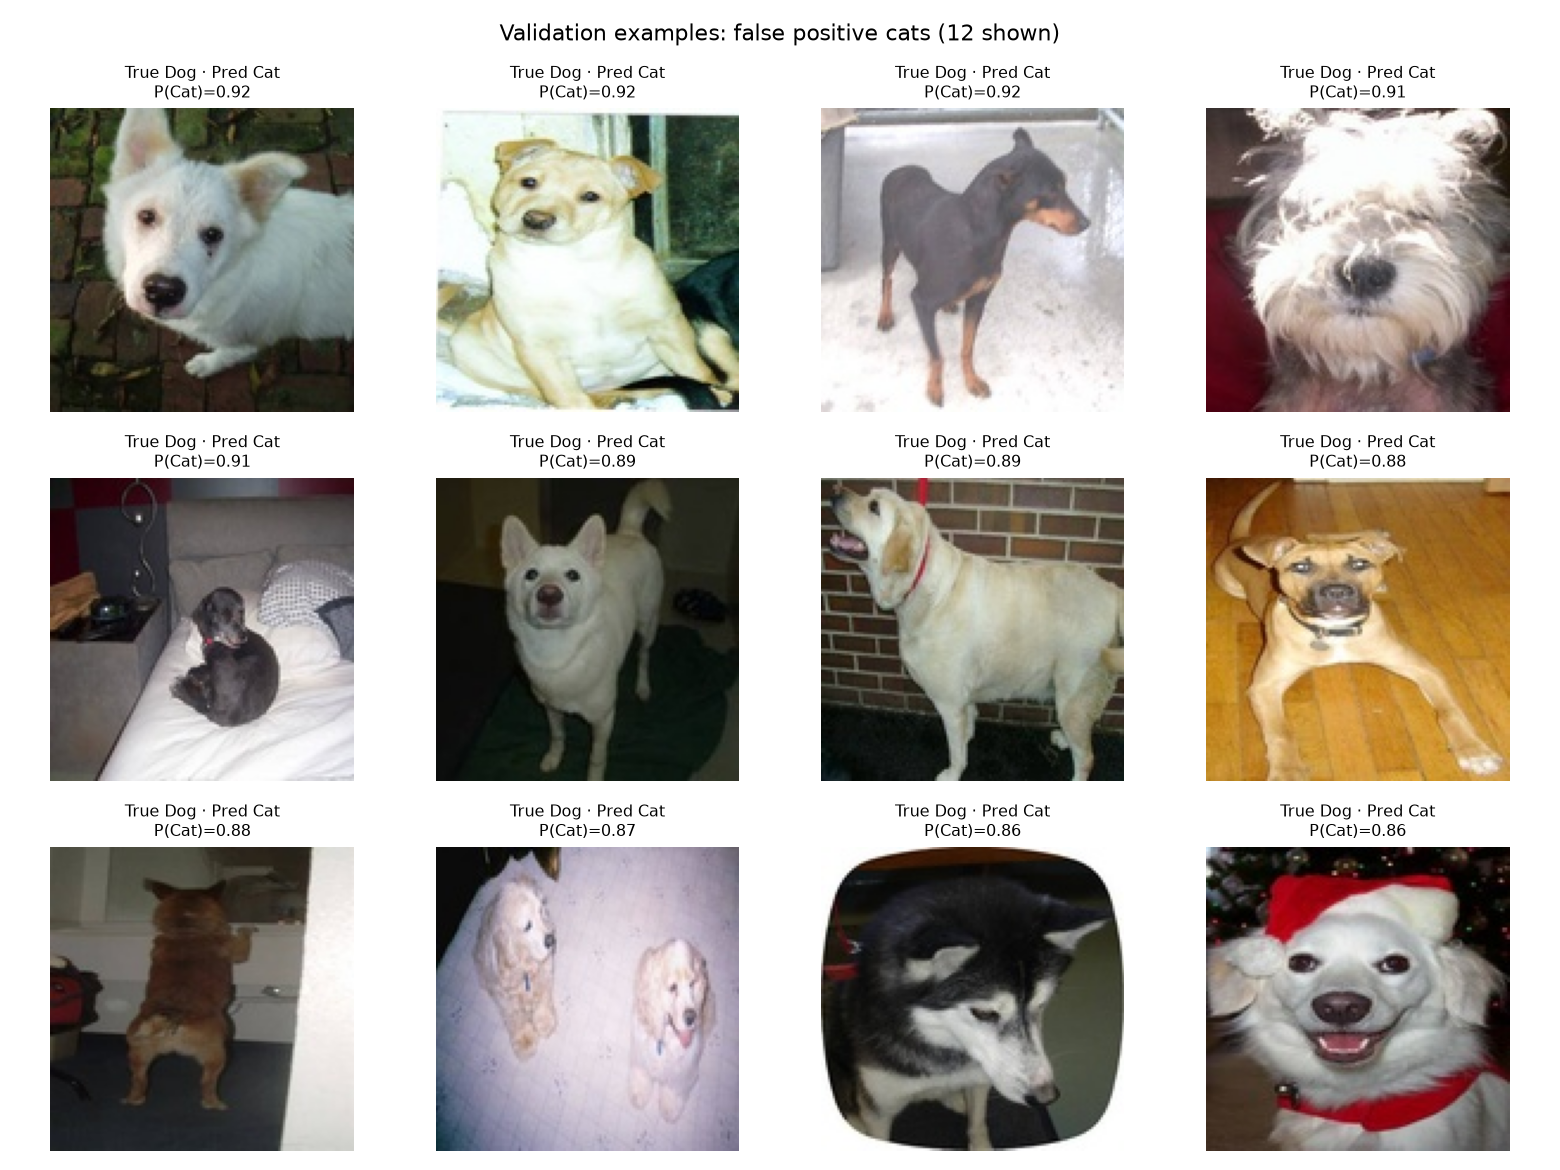 Validation examples: false positive cats (12 shown)
True Dog · Pred Cat
P(Cat)=0.92
True Dog · Pred Cat
P(Cat)=0.92
True Dog · Pred Cat
P(Cat)=0.92
True Dog · Pred Cat
P(Cat)=0.91
True Dog · Pred Cat
P(Cat)=0.91
True Dog · Pred Cat
P(Cat)=0.89
True Dog · Pred Cat
P(Cat)=0.89
True Dog · Pred Cat
P(Cat)=0.88
True Dog · Pred Cat
P(Cat)=0.88
True Dog · Pred Cat
P(Cat)=0.87
True Dog · Pred Cat
P(Cat)=0.86
True Dog · Pred Cat
P(Cat)=0.86